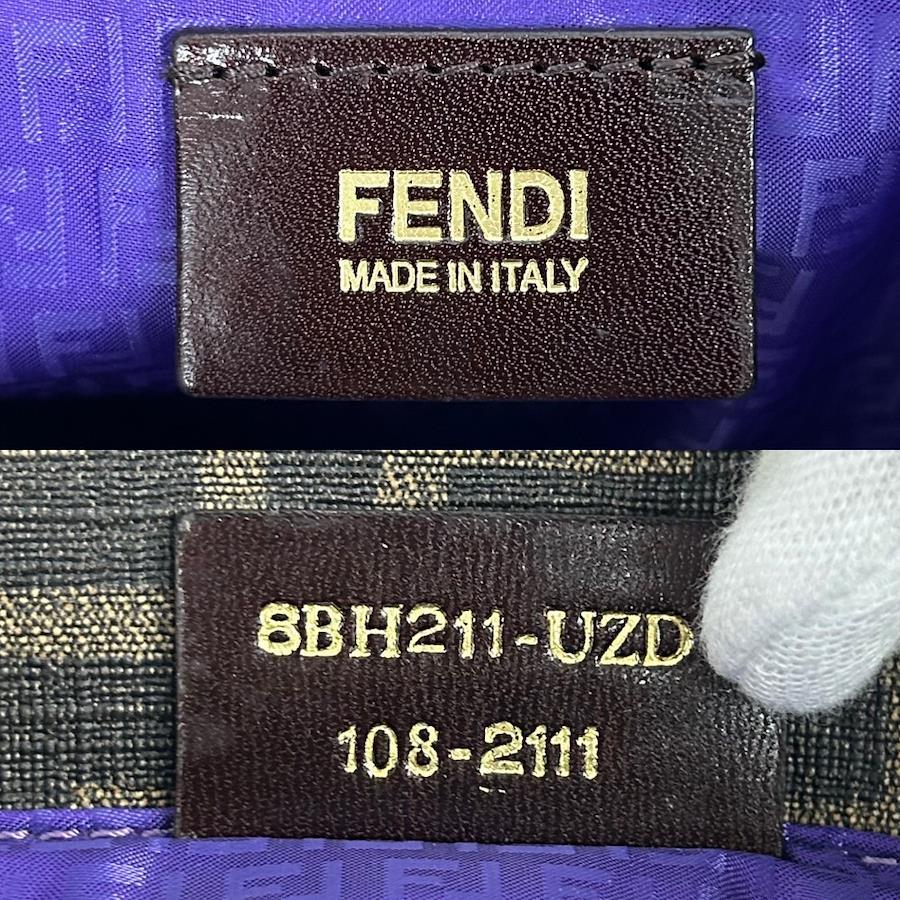 FENDI
MADE IN ITALY
8BH211-UZD
108-2111